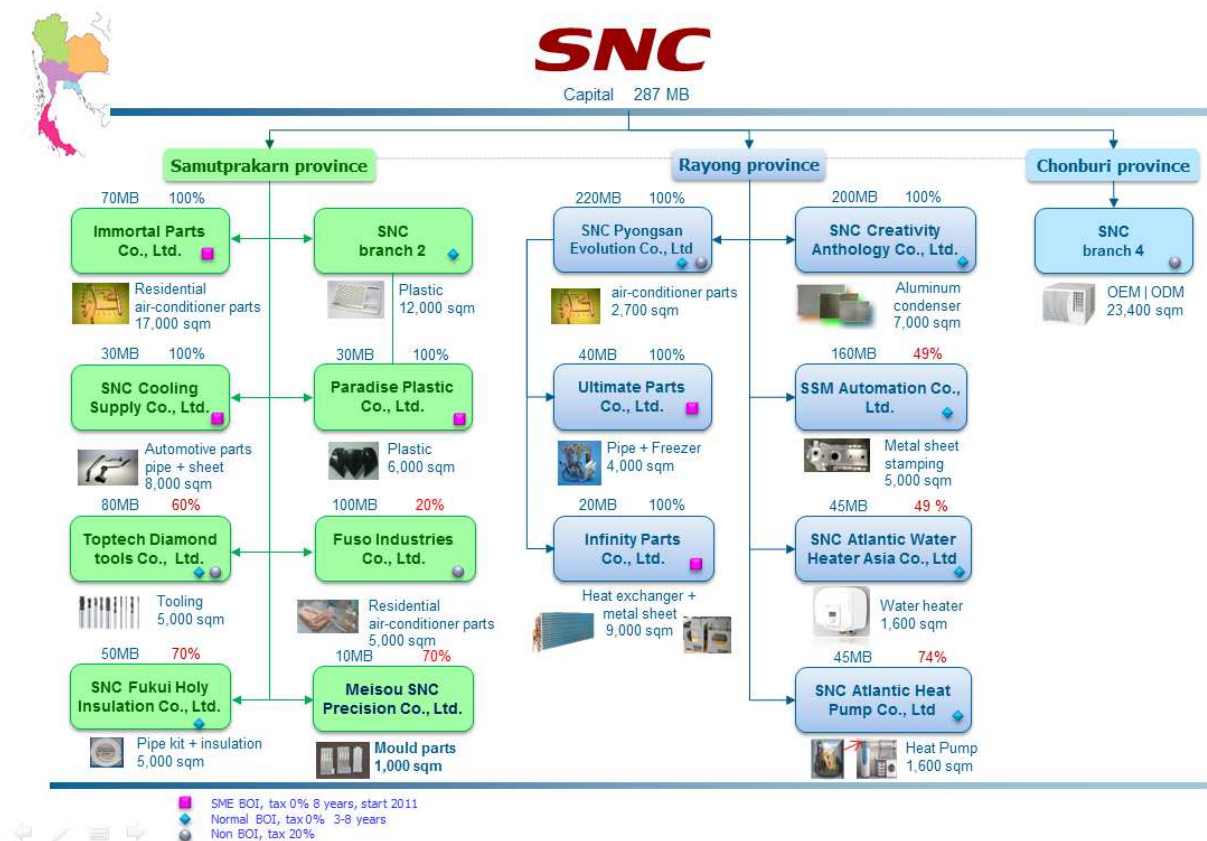 SNC
Capital 287 MB
Samutprakarn province
Rayong province
Chonburi province
70MB 100%
Immortal Parts
Co., Ltd.
Residential
air-conditioner parts
17,000 sqm
SNC
branch 2
Plastic
12,000 sqm
30MB 100%
SNC Cooling
Supply Co., Ltd.
Automotive parts
pipe + sheet
8,000 sqm
30MB 100%
Paradise Plastic
Co., Ltd.
Plastic
6,000 sqm
80MB 60%
Toptech Diamond
tools Co., Ltd.
Tooling
5,000 sqm
100MB 20%
Fuso Industries
Co., Ltd.
Residential
air-conditioner parts
5,000 sqm
50MB 70%
SNC Fukui Holy
Insulation Co., Ltd.
Pipe kit + insulation
5,000 sqm
10MB 70%
Meisou SNC
Precision Co., Ltd.
Mould parts
1,000 sqm
220MB 100%
SNC Pyongsan
Evolution Co., Ltd
air-conditioner parts
2,700 sqm
40MB 100%
Ultimate Parts
Co., Ltd.
Pipe + Freezer
4,000 sqm
20MB 100%
Infinity Parts
Co., Ltd.
Heat exchanger +
metal sheet
9,000 sqm
200MB 100%
SNC Creativity
Anthology Co., Ltd.
Aluminum
condenser
7,000 sqm
160MB 49%
SSM Automation Co.,
Ltd.
Metal sheet
stamping
5,000 sqm
45MB 49 %
SNC Atlantic Water
Heater Asia Co., Ltd
Water heater
1,600 sqm
45MB 74%
SNC Atlantic Heat
Pump Co., Ltd
Heat Pump
1,600 sqm
SNC
branch 4
OEM | ODM
23,400 sqm
SME BOI, tax 0% 8 years, start 2011
Normal BOI, tax 0% 3-8 years
Non BOI, tax 20%